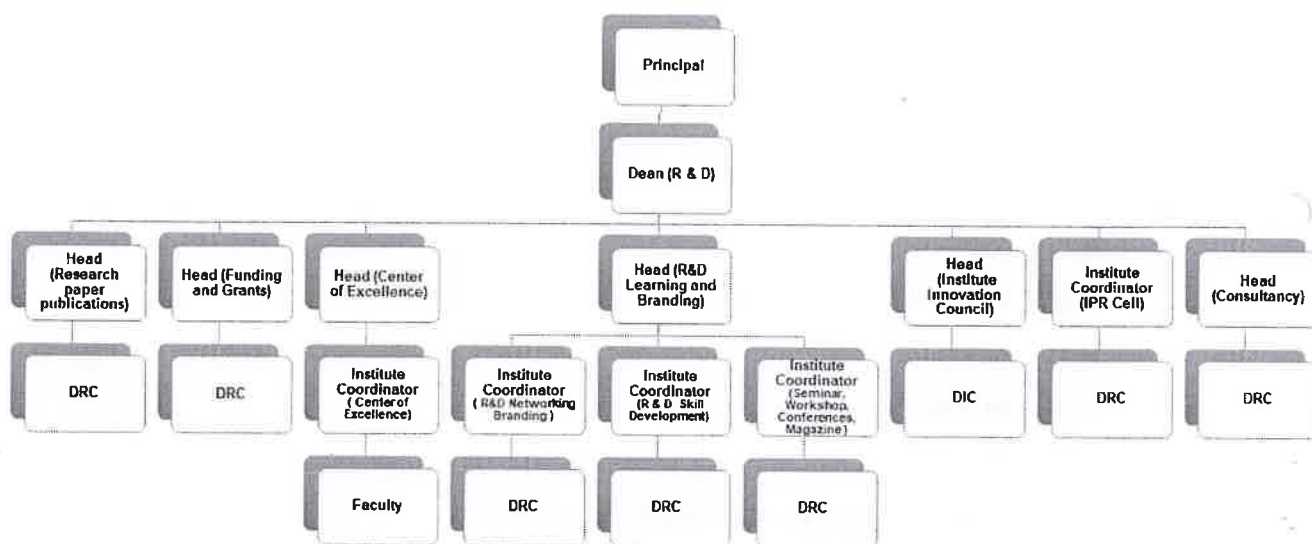 Principal
Dean (R & D)
Head
(Research
paper
publications)
Head (Funding
and Grants)
Head (Center
of Excellence)
Head (R&D
Learning and
Branding)
Head
(Institute
Innovation
Council)
Institute
Coordinator
(IPR Cell)
Head
(Consultancy)
DRC
DRC
Institute
Coordinator
( Center of
Excellence)
Institute
Coordinator
( R&D Networking
Branding )
Institute
Coordinator
(R & D Skill
Development)
Institute
Coordinator
(Seminar,
Workshop,
Conferences,
Magazine )
DIC
DRC
DRC
Faculty
DRC
DRC
DRC